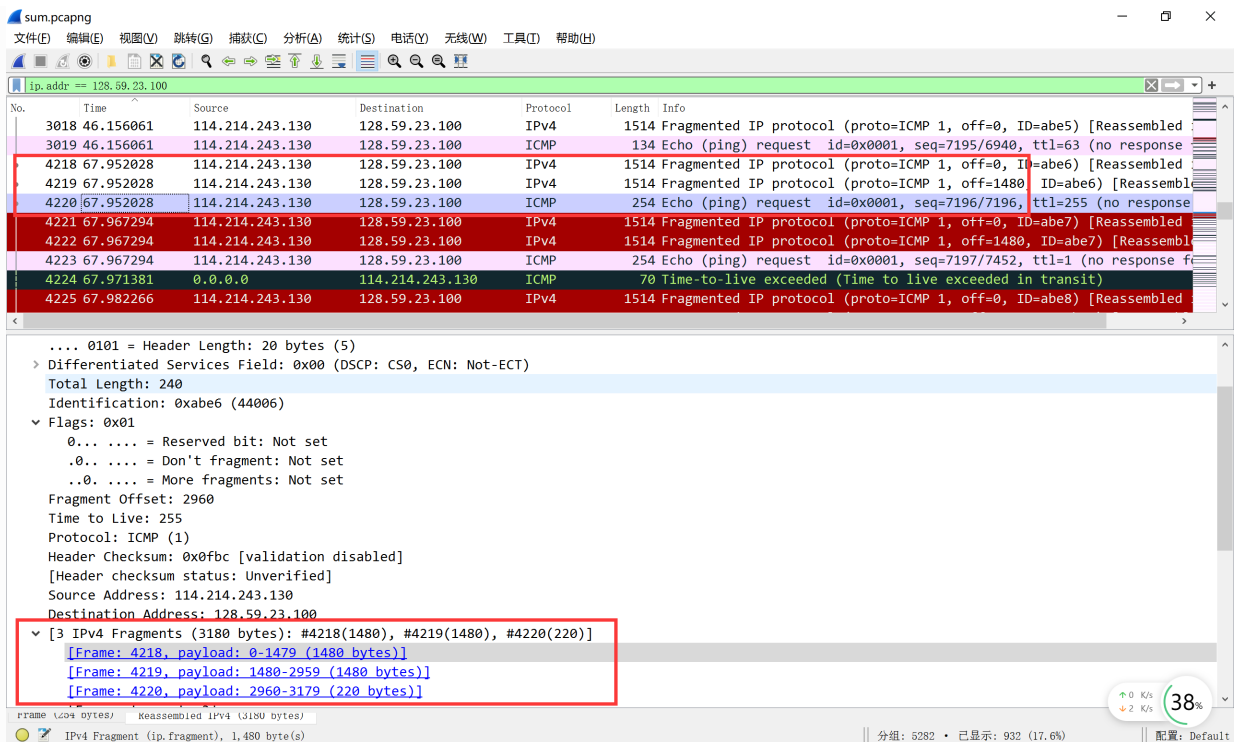 sum.pcapng
文件(F) 编辑(E) 视图(V) 跳转(G) 捕获(C) 分析(A) 统计(S) 电话(Y) 无线(W) 工具(T) 帮助(H)
ip.addr == 128.59.23.100
No. Time Source Destination Protocol Length Info
3018 46.156061 114.214.243.130 128.59.23.100 IPv4 1514 Fragmented IP protocol (proto=ICMP 1, off=0, ID=abe5) [Reassembled
3019 46.156061 114.214.243.130 128.59.23.100 ICMP 134 Echo (ping) request id=0x0001, seq=7195/6940, ttl=63 (no response
4218 67.952028 114.214.243.130 128.59.23.100 IPv4 1514 Fragmented IP protocol (proto=ICMP 1, off=0, ID=abe6) [Reassembled
4219 67.952028 114.214.243.130 128.59.23.100 IPv4 1514 Fragmented IP protocol (proto=ICMP 1, off=1480, ID=abe6) [Reassemble
4220 67.952028 114.214.243.130 128.59.23.100 ICMP 254 Echo (ping) request id=0x0001, seq=7196/7196, ttl=255 (no response
4221 67.967294 114.214.243.130 128.59.23.100 IPv4 1514 Fragmented IP protocol (proto=ICMP 1, off=0, ID=abe7) [Reassembled
4222 67.967294 114.214.243.130 128.59.23.100 IPv4 1514 Fragmented IP protocol (proto=ICMP 1, off=1480, ID=abe7) [Reassemble
4223 67.967294 114.214.243.130 128.59.23.100 ICMP 254 Echo (ping) request id=0x0001, seq=7197/7452, ttl=1 (no response fo
4224 67.971381 0.0.0.0 114.214.243.130 ICMP 70 Time-to-live exceeded (Time to live exceeded in transit)
4225 67.982266 114.214.243.130 128.59.23.100 IPv4 1514 Fragmented IP protocol (proto=ICMP 1, off=0, ID=abe8) [Reassembled
.... 0101 = Header Length: 20 bytes (5)
Differentiated Services Field: 0x00 (DSCP: CS0, ECN: Not-ECT)
Total Length: 240
Identification: 0xabe6 (44006)
Flags: 0x01
0... .... = Reserved bit: Not set
.0.. .... = Don't fragment: Not set
..0. .... = More fragments: Not set
Fragment Offset: 2960
Time to Live: 255
Protocol: ICMP (1)
Header Checksum: 0x0fbc [validation disabled]
[Header checksum status: Unverified]
Source Address: 114.214.243.130
Destination Address: 128.59.23.100
[3 IPv4 Fragments (3180 bytes): #4218(1480), #4219(1480), #4220(220)]
[Frame: 4218, payload: 0-1479 (1480 bytes)]
[Frame: 4219, payload: 1480-2959 (1480 bytes)]
[Frame: 4220, payload: 2960-3179 (220 bytes)]
↑0 K/s
↓2 K/s
38%
Frame (254 bytes) Reassembled IPv4 (3180 bytes)
IPv4 Fragment (ip.fragment), 1,480 byte(s) 分组: 5282 • 已显示: 932 (17.6%) 配置: Default